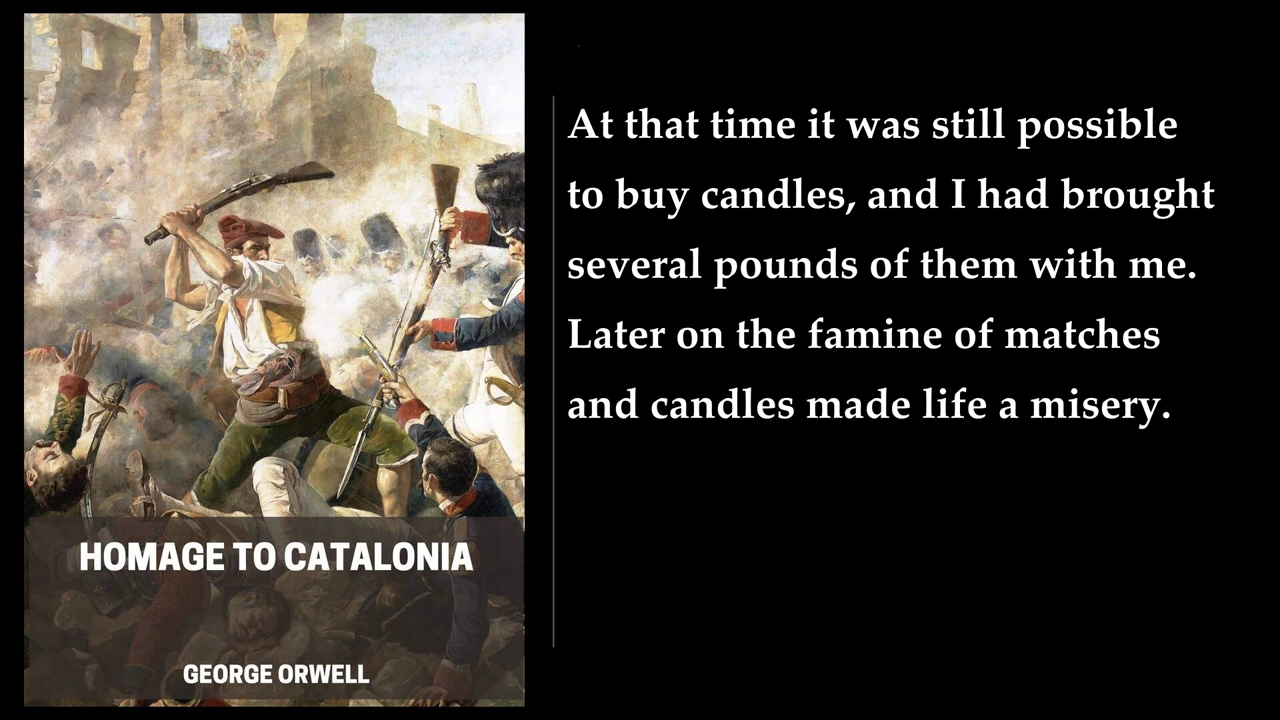 HOMAGE TO CATALONIA
GEORGE ORWELL
At that time it was still possible
to buy candles, and I had brought
several pounds of them with me.
Later on the famine of matches
and candles made life a misery.